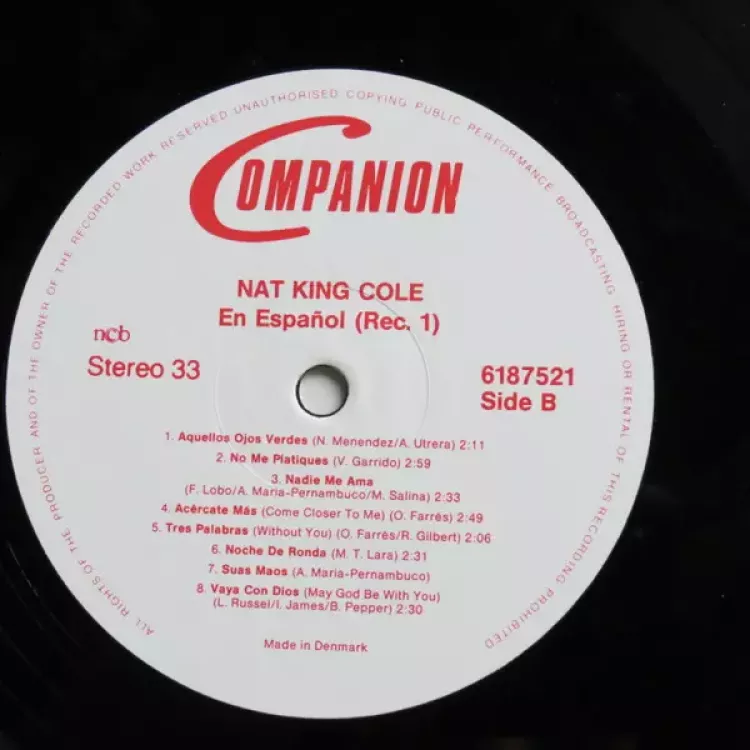 ALL RIGHTS OF THE PRODUCER AND OF THE OWNER OF THE RECORDED WORK RESERVED UNAUTHORISED COPYING PUBLIC PERFORMANCE BROADCASTING HIRING OR RENTAL OF THIS RECORDING PROHIBITED
COMPANION
NAT KING COLE
En Español (Rec. 1)
ncb
Stereo 33
6187521
Side B
1. Aquellos Ojos Verdes (N. Menendez/A. Utrera) 2:11
2. No Me Platiques (V. Garrido) 2:59
3. Nadie Me Ama
(F. Lobo/A. Maria-Pernambuco/M. Salina) 2:33
4. Acércate Más (Come Closer To Me) (O. Farrés) 2:49
5. Tres Palabras (Without You) (O. Farrés/R. Gilbert) 2:06
6. Noche De Ronda (M. T. Lara) 2:31
7. Suas Maos (A. Maria-Pernambuco)
8. Vaya Con Dios (May God Be With You)
(L. Russel/I. James/B. Pepper) 2:30
Made in Denmark